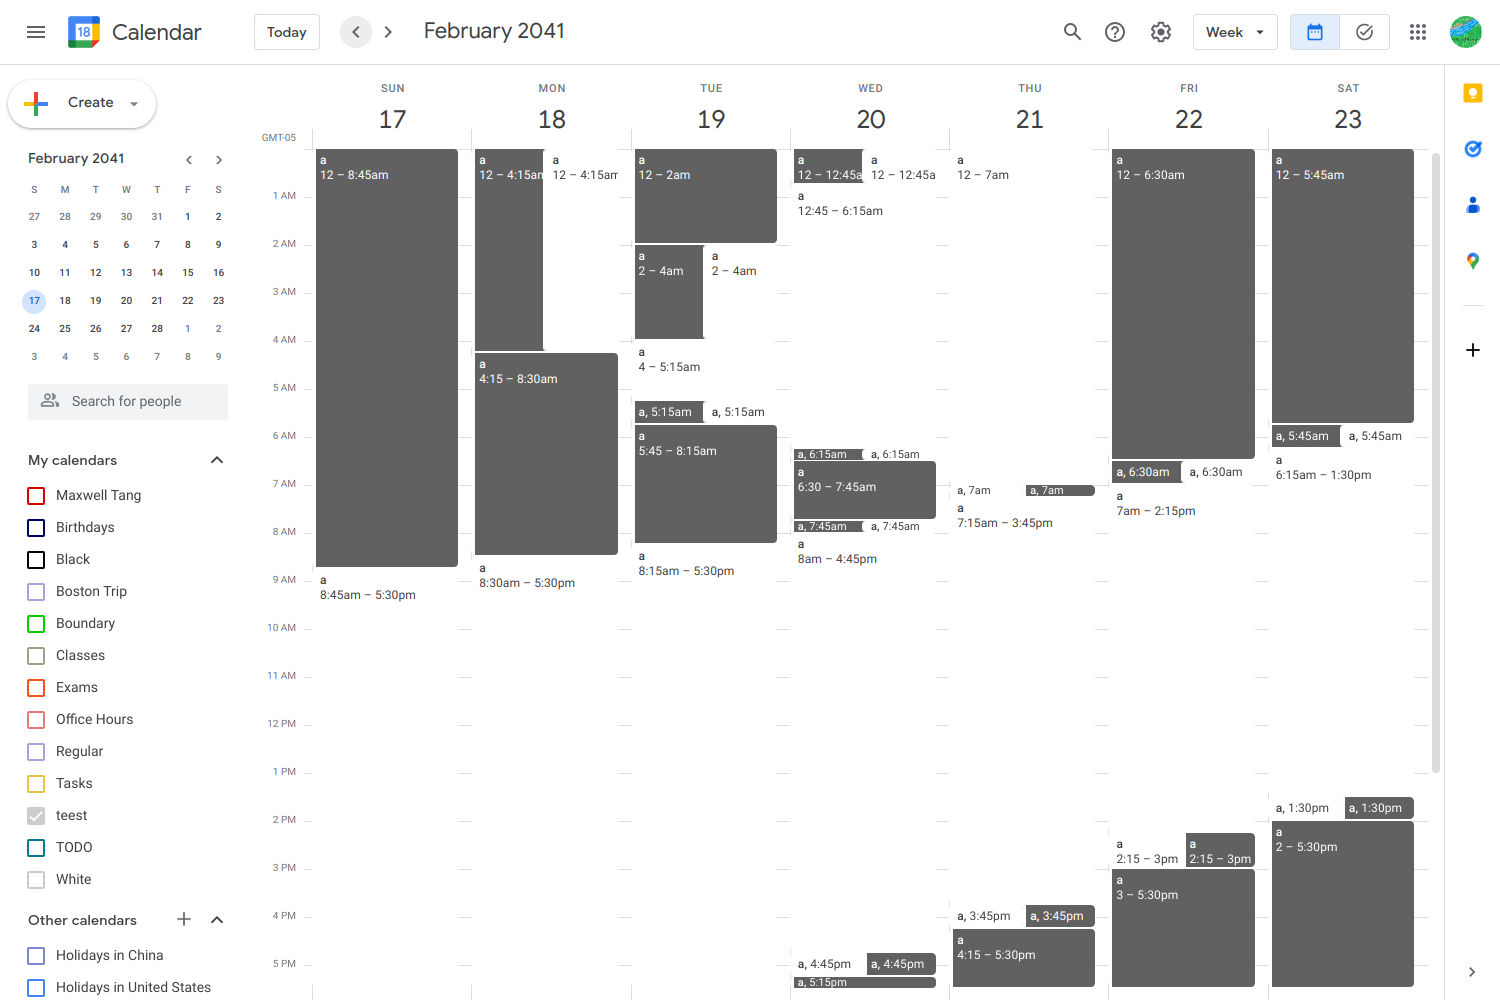 18
Calendar
Today
February 2041
Week
Create
February 2041
S M T W T F S
27 28 29 30 31 1 2
3 4 5 6 7 8 9
10 11 12 13 14 15 16
17 18 19 20 21 22 23
24 25 26 27 28 1 2
3 4 5 6 7 8 9
Search for people
My calendars
Maxwell Tang
Birthdays
Black
Boston Trip
Boundary
Classes
Exams
Office Hours
Regular
Tasks
teest
TODO
White
Other calendars
Holidays in China
Holidays in United States
GMT-05
1 AM
2 AM
3 AM
4 AM
5 AM
6 AM
7 AM
8 AM
9 AM
10 AM
11 AM
12 PM
1 PM
2 PM
3 PM
4 PM
5 PM
SUN
17
a
12 – 8:45am
a
8:45am – 5:30pm
MON
18
a
12 – 4:15am
a
12 – 4:15am
a
4:15 – 8:30am
a
8:30am – 5:30pm
TUE
19
a
12 – 2am
a
2 – 4am
a
2 – 4am
a
4 – 5:15am
a, 5:15am
a, 5:15am
a
5:45 – 8:15am
a
8:15am – 5:30pm
WED
20
a
12 – 12:45a
a
12 – 12:45a
a
12:45 – 6:15am
a, 6:15am
a, 6:15am
a
6:30 – 7:45am
a, 7:45am
a, 7:45am
a
8am – 4:45pm
a, 4:45pm
a, 4:45pm
a, 5:15pm
THU
21
a
12 – 7am
a, 7am
a, 7am
a
7:15am – 3:45pm
a, 3:45pm
a, 3:45pm
a
4:15 – 5:30pm
FRI
22
a
12 – 6:30am
a, 6:30am
a, 6:30am
a
7am – 2:15pm
a
2:15 – 3pm
a
2:15 – 3pm
a
3 – 5:30pm
SAT
23
a
12 – 5:45am
a, 5:45am
a, 5:45am
a
6:15am – 1:30pm
a, 1:30pm
a, 1:30pm
a
2 – 5:30pm